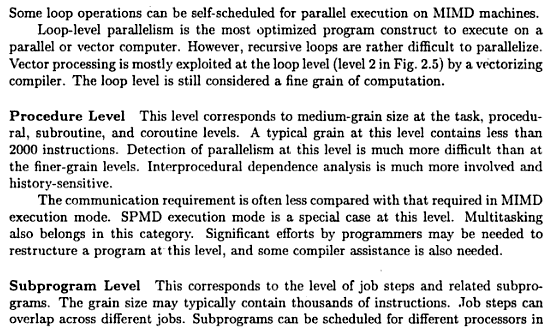 Some loop operations can be self-scheduled for parallel execution on MIMD machines.
Loop-level parallelism is the most optimized program construct to execute on a
parallel or vector computer. However, recursive loops are rather difficult to parallelize.
Vector processing is mostly exploited at the loop level (level 2 in Fig. 2.5) by a vectorizing
compiler. The loop level is still considered a fine grain of computation.
Procedure Level This level corresponds to medium-grain size at the task, procedu-
ral, subroutine, and coroutine levels. A typical grain at this level contains less than
2000 instructions. Detection of parallelism at this level is much more difficult than at
the finer-grain levels. Interprocedural dependence analysis is much more involved and
history-sensitive.
The communication requirement is often less compared with that required in MIMD
execution mode. SPMD execution mode is a special case at this level. Multitasking
also belongs in this category. Significant efforts by programmers may be needed to
restructure a program at this level, and some compiler assistance is also needed.
Subprogram Level This corresponds to the level of job steps and related subpro-
grams. The grain size may typically contain thousands of instructions. Job steps can
overlap across different jobs. Subprograms can be scheduled for different processors in